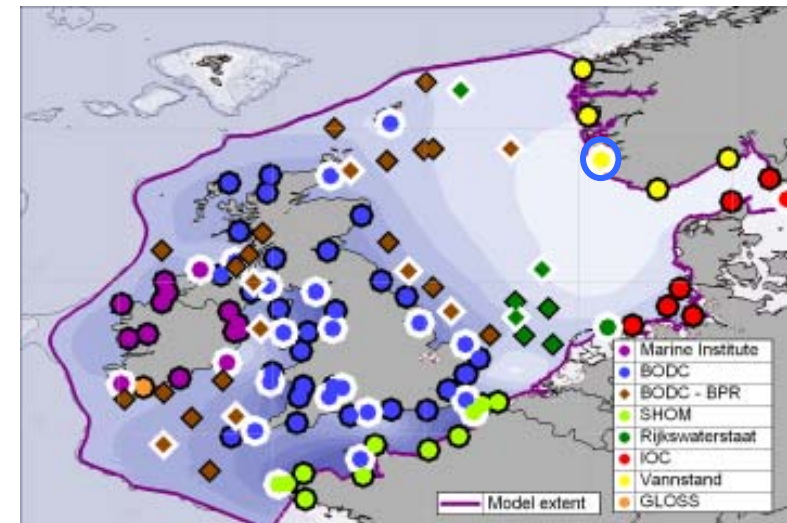 Marine Institute
BODC
BODC - BPR
SHOM
Rijkswaterstaat
IOC
Vannstand
GLOSS
Model extent